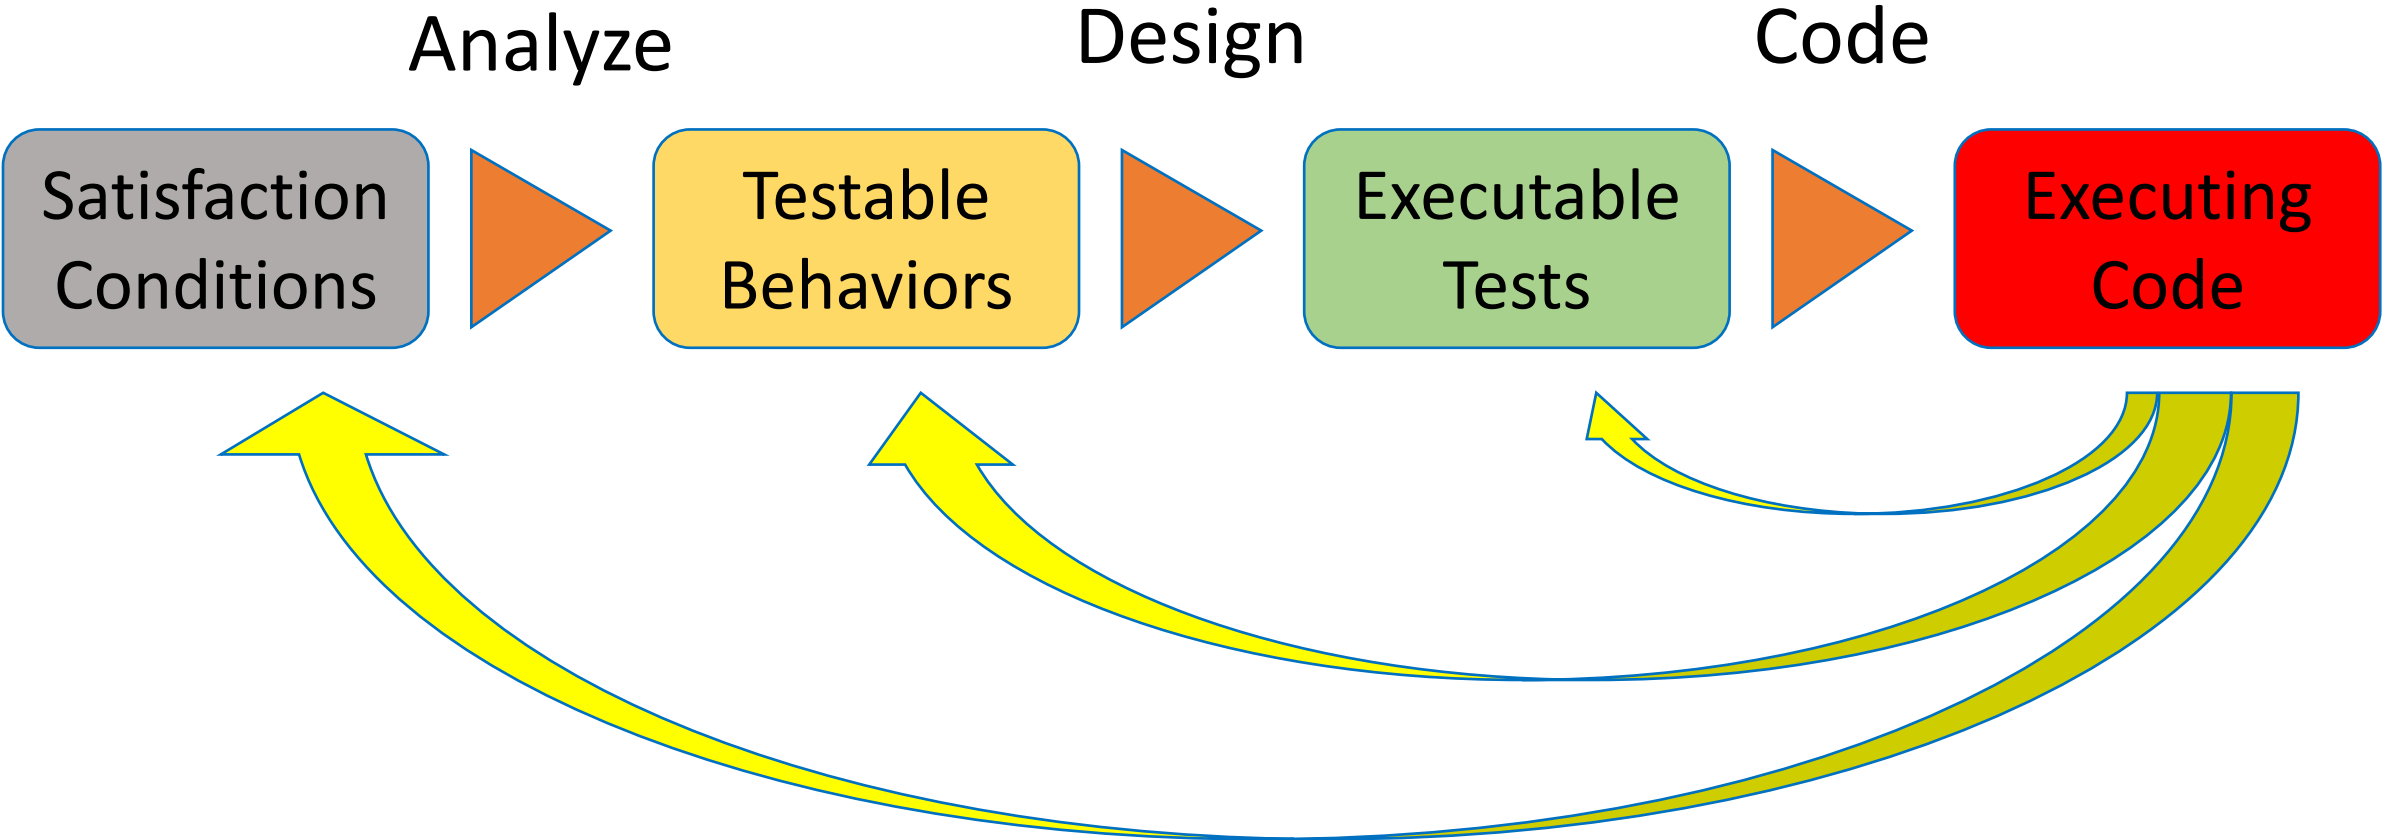 Analyze
Design
Code
Satisfaction
Conditions
Testable
Behaviors
Executable
Tests
Executing
Code